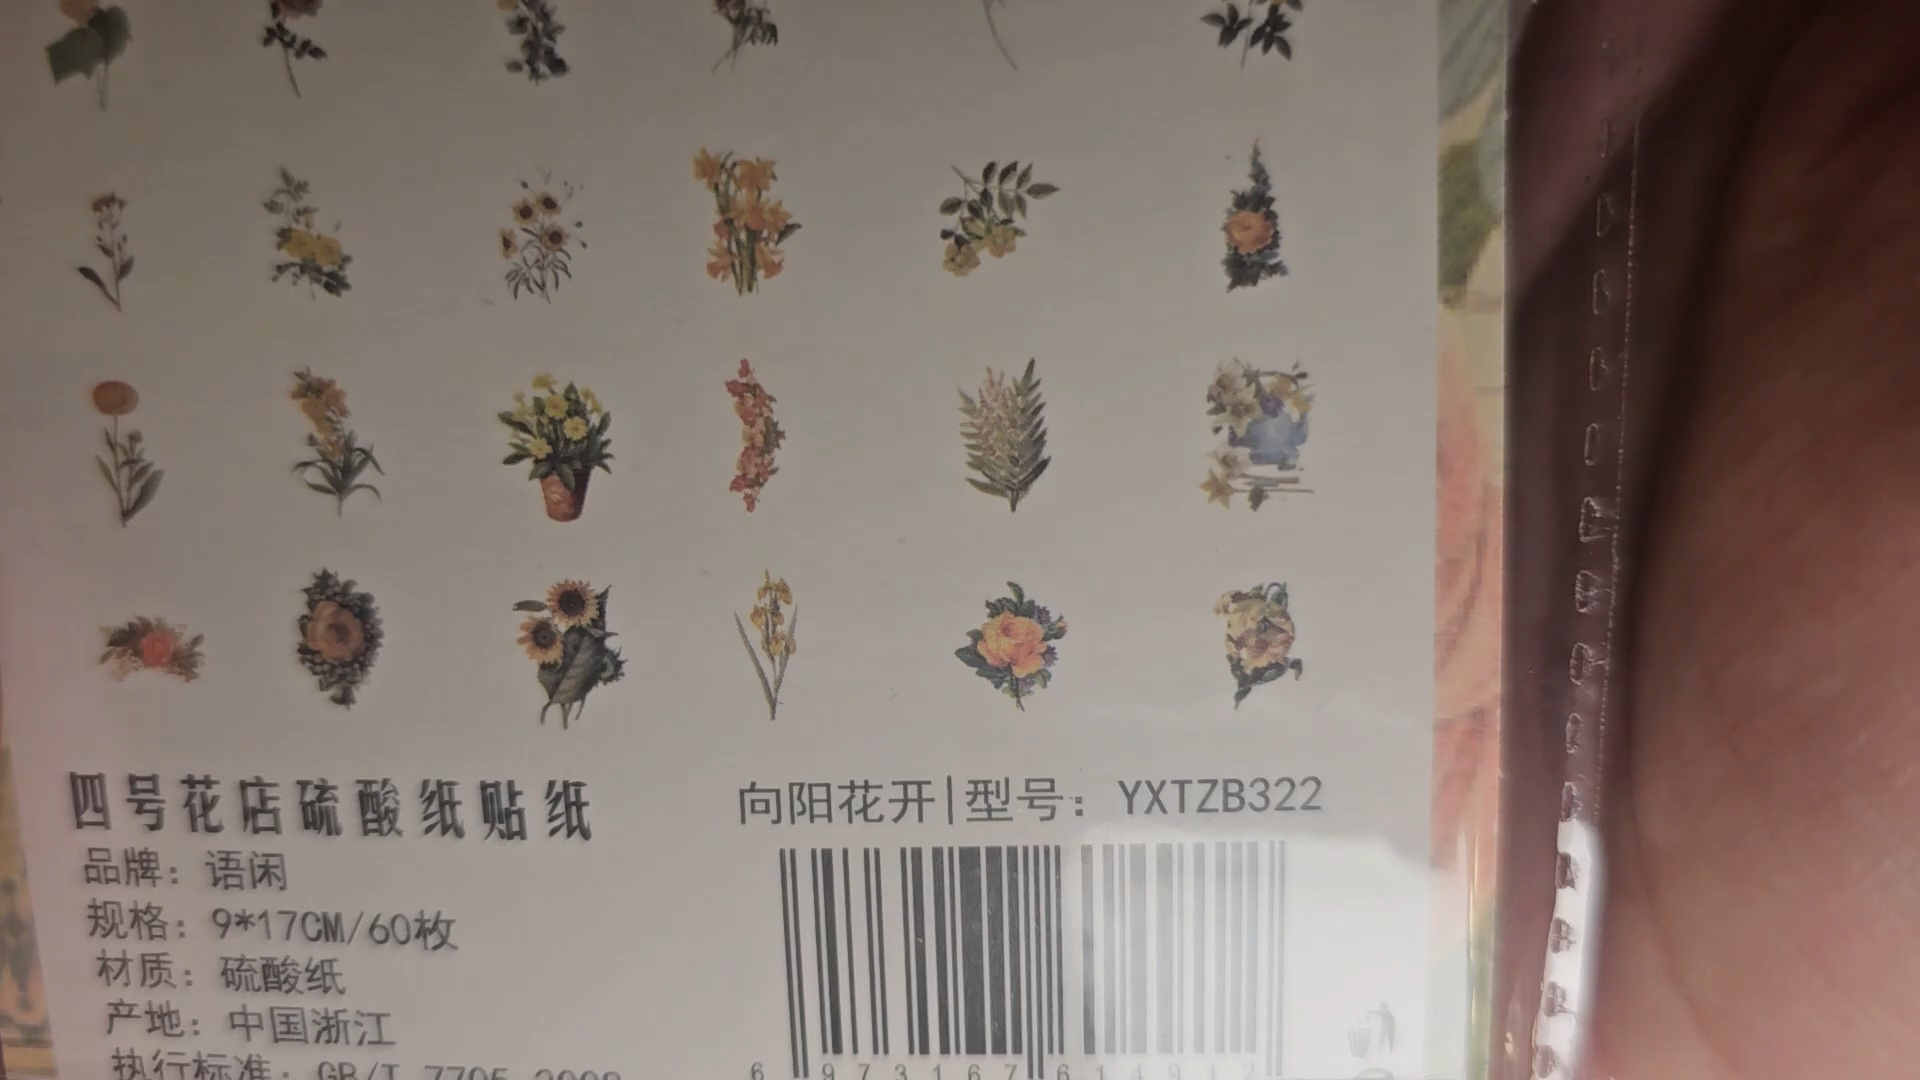 四号花店硫酸纸贴纸
向阳花开|型号：YXTZB322
品牌：语闲
规格：9*17CM/60枚
材质：硫酸纸
产地：中国浙江
执行标准：GB/T 7705-2008
6 973167 614912